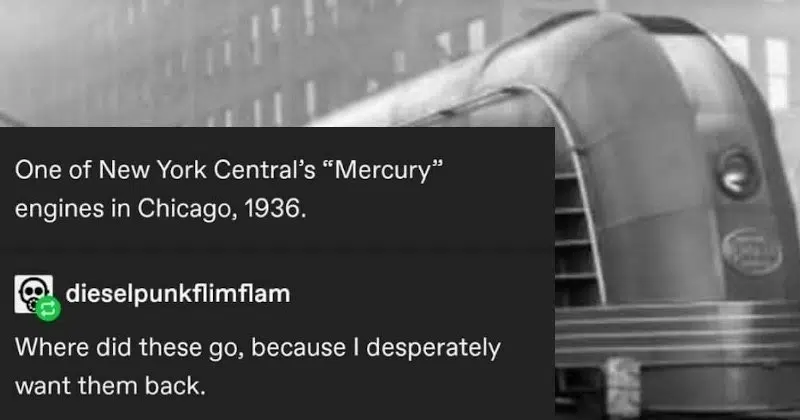 One of New York Central’s “Mercury”
engines in Chicago, 1936.
dieselpunkflimflam
Where did these go, because I desperately
want them back.